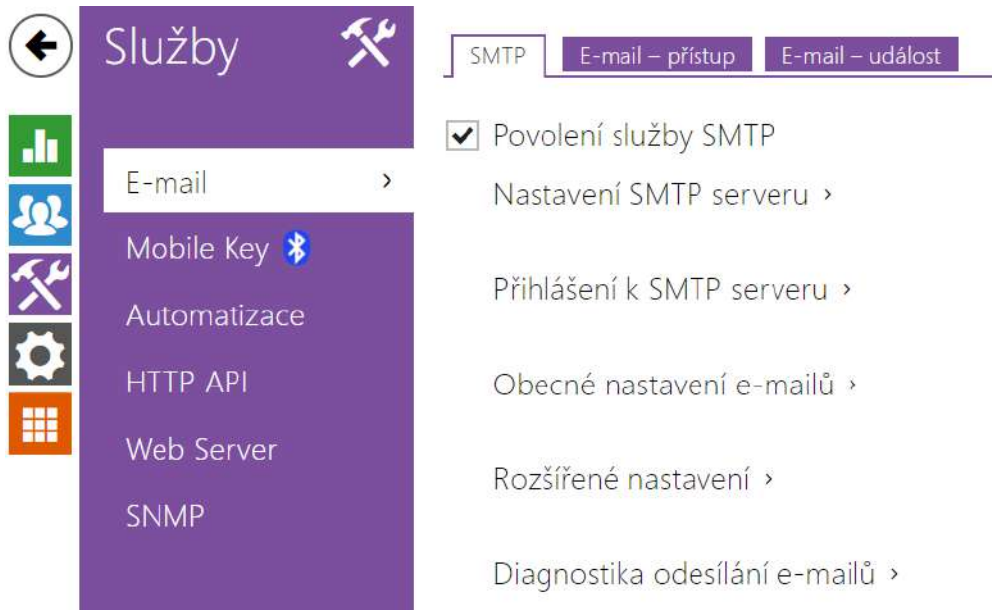 Služby
E-mail
Mobile Key
Automatizace
HTTP API
Web Server
SNMP
SMTP
E-mail – přístup
E-mail – událost
Povolení služby SMTP
Nastavení SMTP serveru
Přihlášení k SMTP serveru
Obecné nastavení e-mailů
Rozšířené nastavení
Diagnostika odesílání e-mailů